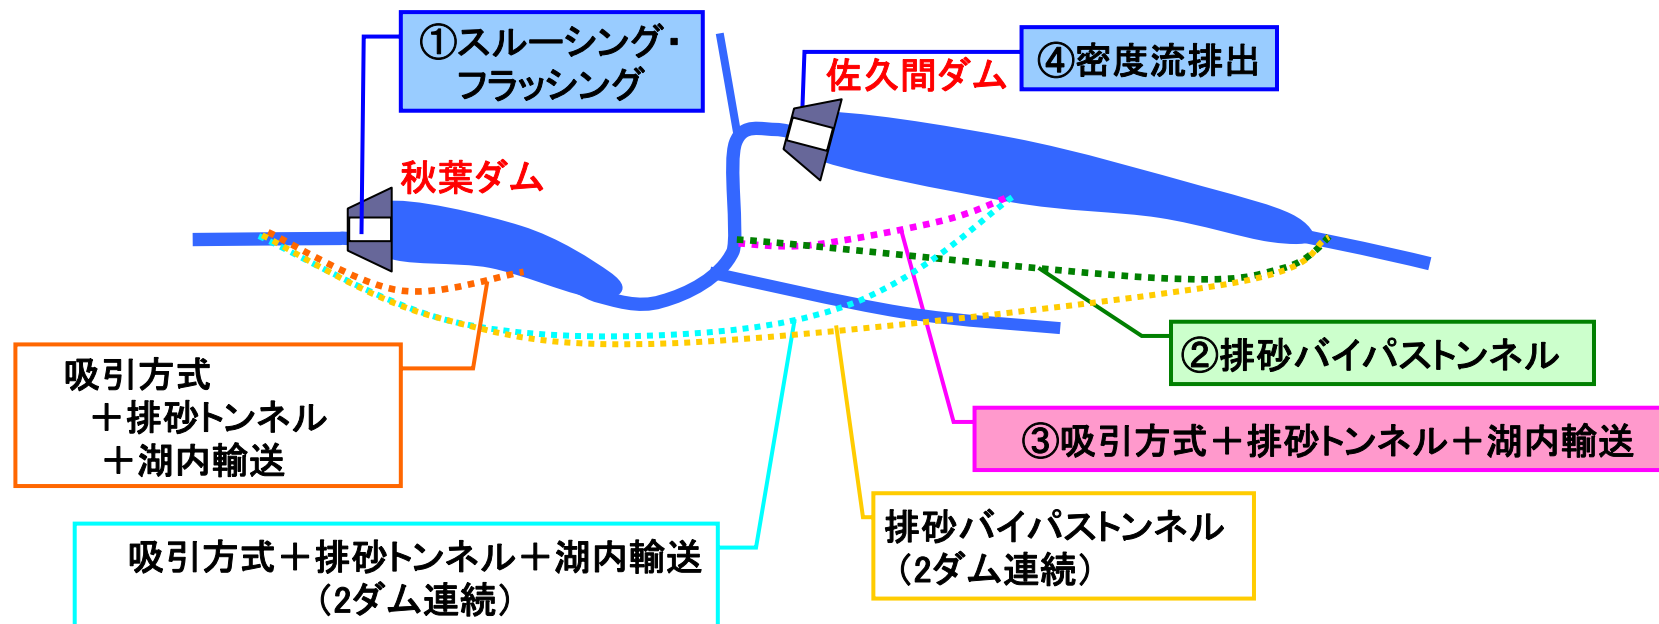 ①スルーシング・
フラッシング
佐久間ダム
④密度流排出
秋葉ダム
②排砂バイパストンネル
吸引方式
＋排砂トンネル
＋湖内輸送
③吸引方式＋排砂トンネル＋湖内輸送
排砂バイパストンネル
（2ダム連続）
吸引方式＋排砂トンネル＋湖内輸送
（2ダム連続）